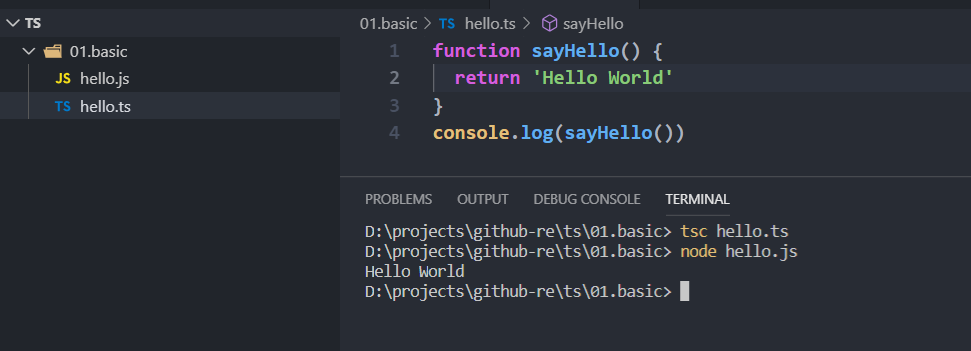 TS
01.basic
JS hello.js
TS hello.ts
01.basic > TS hello.ts > sayHello
1 function sayHello() {
2   return 'Hello World'
3 }
4 console.log(sayHello())
PROBLEMS OUTPUT DEBUG CONSOLE TERMINAL
D:\projects\github-re\ts\01.basic> tsc hello.ts
D:\projects\github-re\ts\01.basic> node hello.js
Hello World
D:\projects\github-re\ts\01.basic>